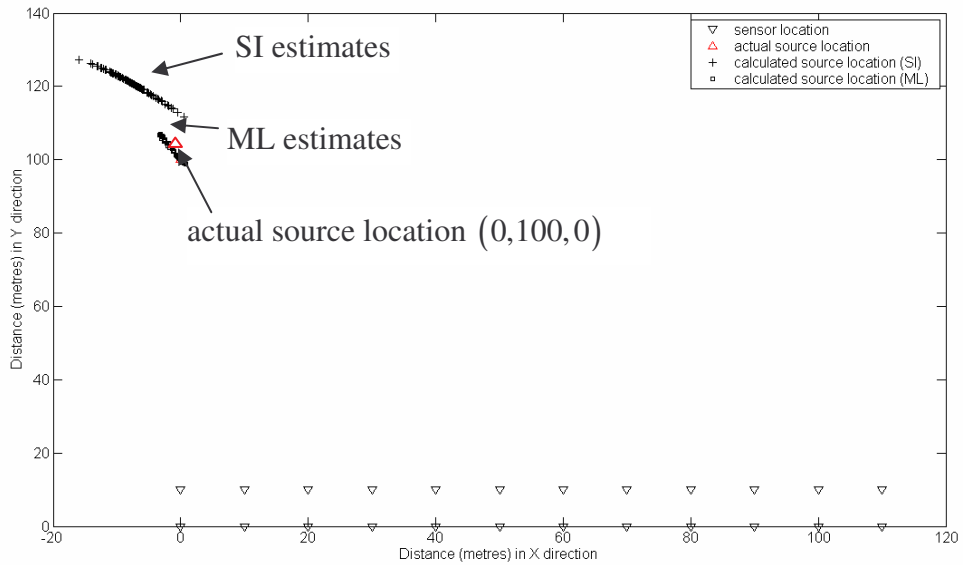 140
120
100
80
60
40
20
0
-20
0
20
40
60
80
100
120
Distance (metres) in Y direction
Distance (metres) in X direction
sensor location
actual source location
calculated source location (SI)
calculated source location (ML)
SI estimates
ML estimates
actual source location (0,100,0)